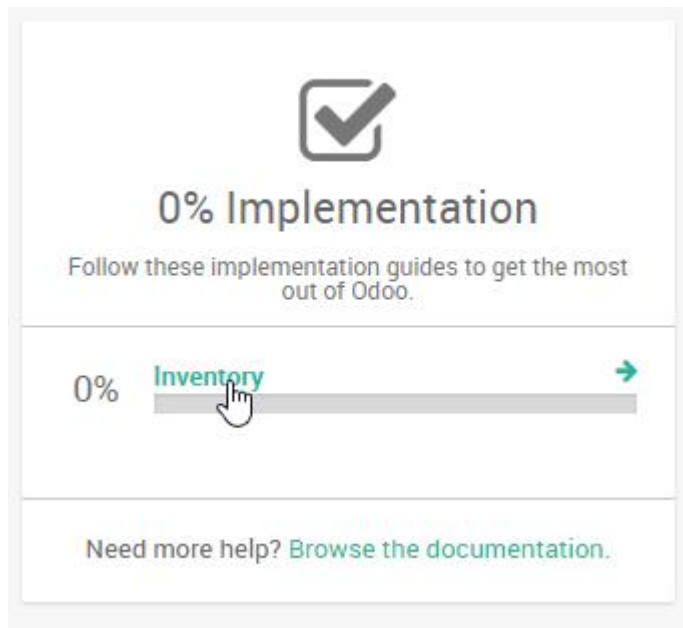 0% Implementation
Follow these implementation guides to get the most
out of Odoo.
0%
Inventory
Need more help? Browse the documentation.